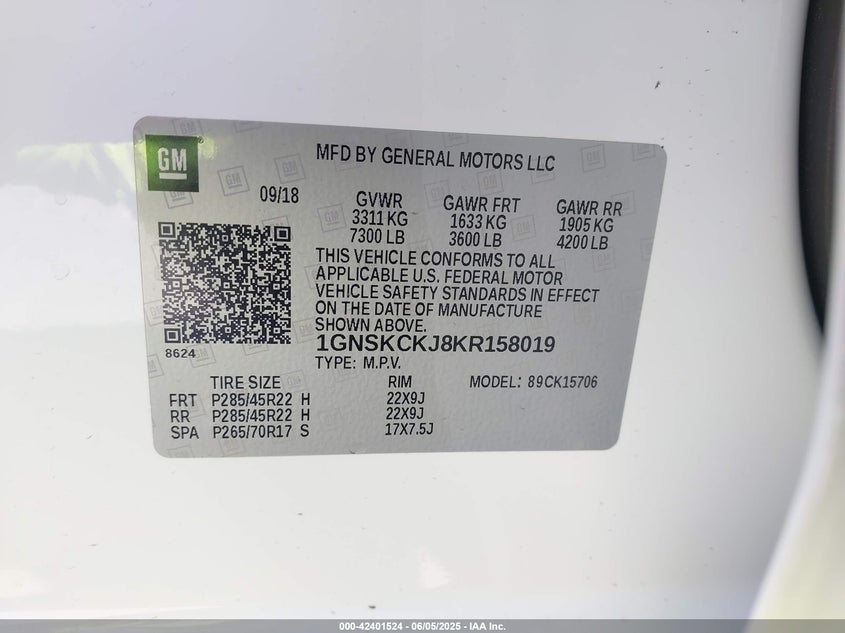 GM
MFD BY GENERAL MOTORS LLC
09/18
GVWR GAWR FRT GAWR RR
3311 KG 1633 KG 1905 KG
7300 LB 3600 LB 4200 LB
THIS VEHICLE CONFORMS TO ALL
APPLICABLE U.S. FEDERAL MOTOR
VEHICLE SAFETY STANDARDS IN EFFECT
ON THE DATE OF MANUFACTURE
SHOWN ABOVE.
8624
1GNSKCKJ8KR158019
TYPE: M.P.V.
TIRE SIZE RIM MODEL: 89CK15706
FRT P285/45R22 H 22X9J
RR P285/45R22 H 22X9J
SPA P265/70R17 S 17X7.5J
000-42401524 - 06/05/2025 - IAA Inc.